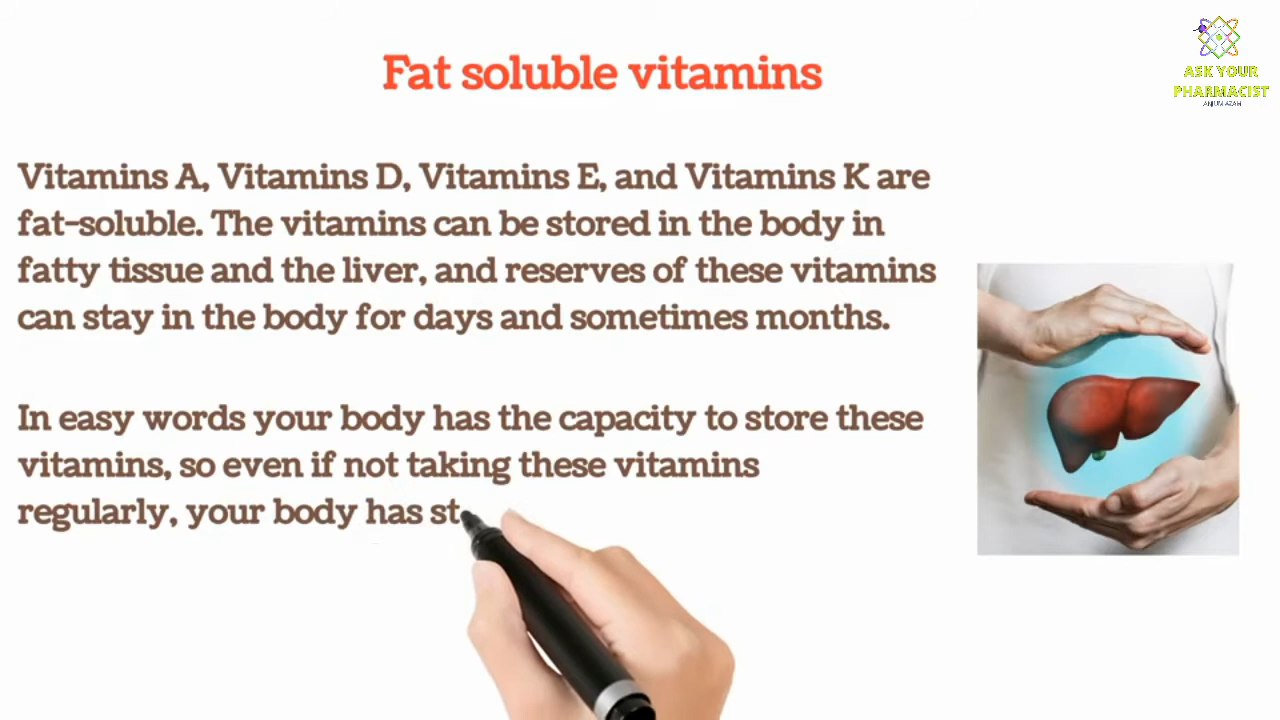 Fat soluble vitamins
ASK YOUR
PHARMACIST
ANJUM AZAM
Vitamins A, Vitamins D, Vitamins E, and Vitamins K are
fat-soluble. The vitamins can be stored in the body in
fatty tissue and the liver, and reserves of these vitamins
can stay in the body for days and sometimes months.
In easy words your body has the capacity to store these
vitamins, so even if not taking these vitamins
regularly, your body has st